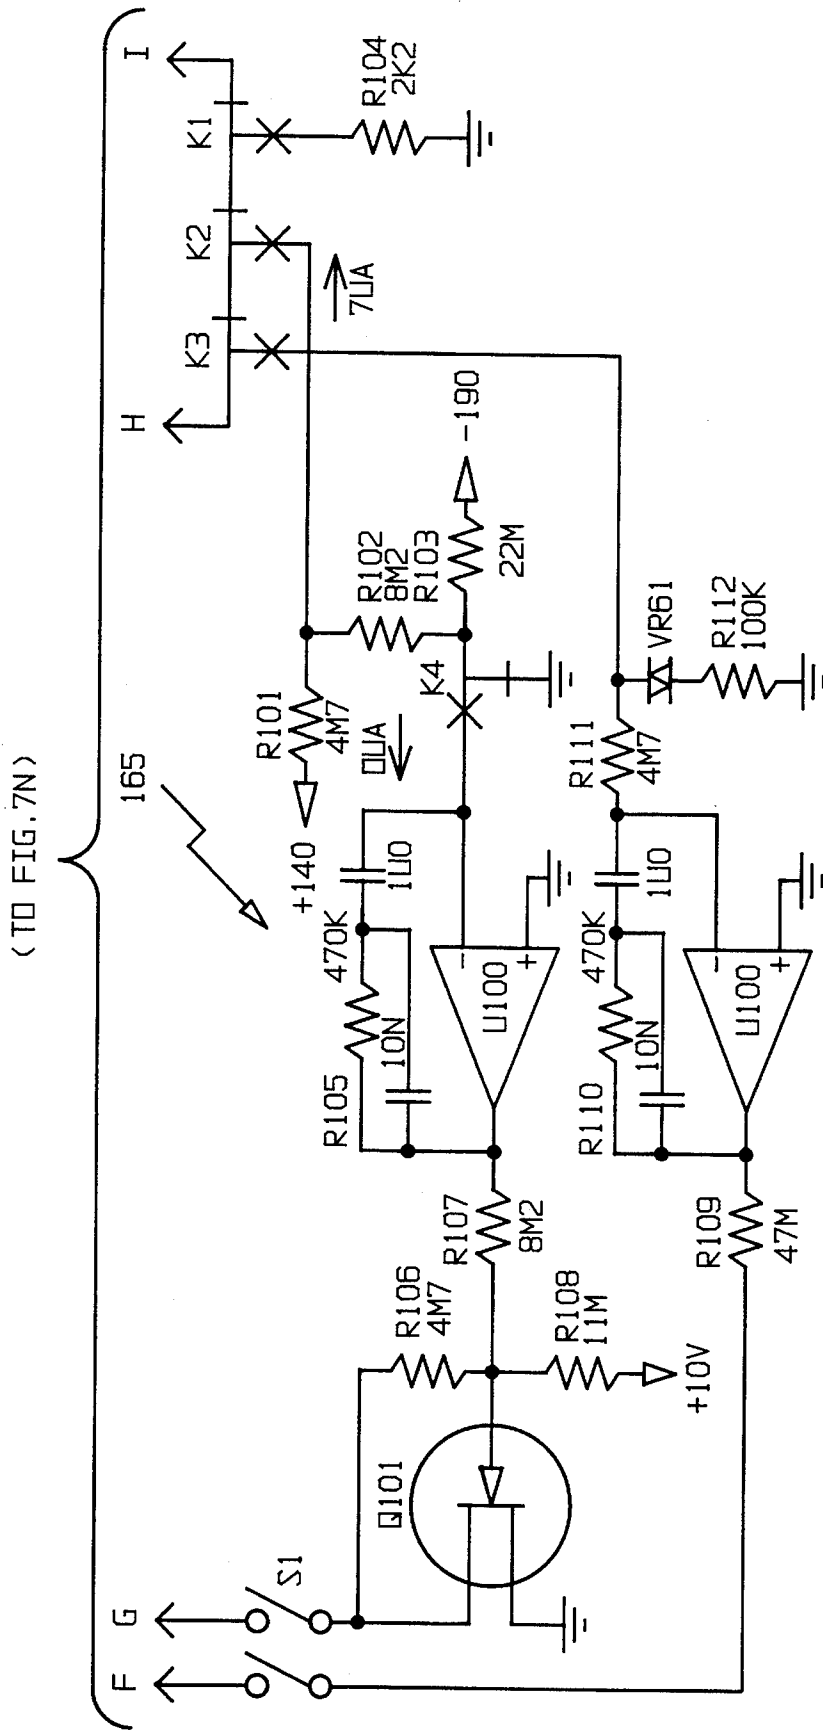 (TO FIG.7N)
F
G
H
I
S1
165
K3
K2
K1
R104
2K2
7UA
+140
R101
4M7
R102
8M2
R103
22M
-190
0UA
K4
1U0
470K
10N
R105
-
+
U100
R107
8M2
R106
4M7
R108
11M
+10V
Q101
R111
4M7
VR61
R112
100K
1U0
470K
10N
R110
-
+
U100
R109
47M